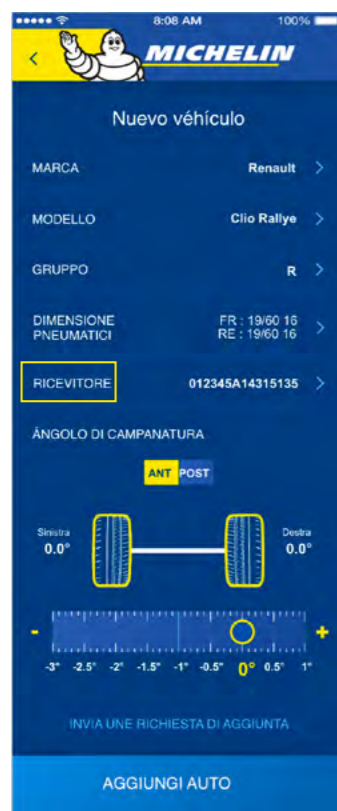 8:08 AM 100%
MICHELIN
Nuevo véhículo
MARCA Renault
MODELLO Clio Rallye
GRUPPO R
DIMENSIONE PNEUMATICI FR : 19/60 16
RE : 19/60 16
RICEVITORE 012345A14315135
ÁNGOLO DI CAMPANATURA
ANT POST
Sinistra Destra
0.0° 0.0°
- +
-3° -2.5° -2° -1.5° -1° -0.5° 0° 0.5° 1°
INVIA UNE RICHIESTA DI AGGIUNTA
AGGIUNGI AUTO